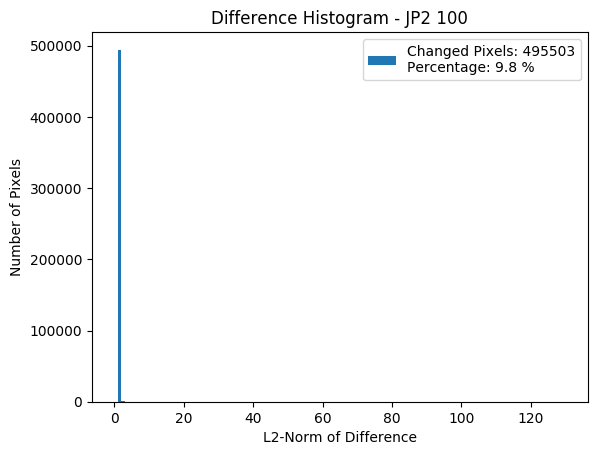 Difference Histogram - JP2 100
Changed Pixels: 495503
Percentage: 9.8 %
500000
400000
300000
200000
100000
0
Number of Pixels
0 20 40 60 80 100 120
L2-Norm of Difference